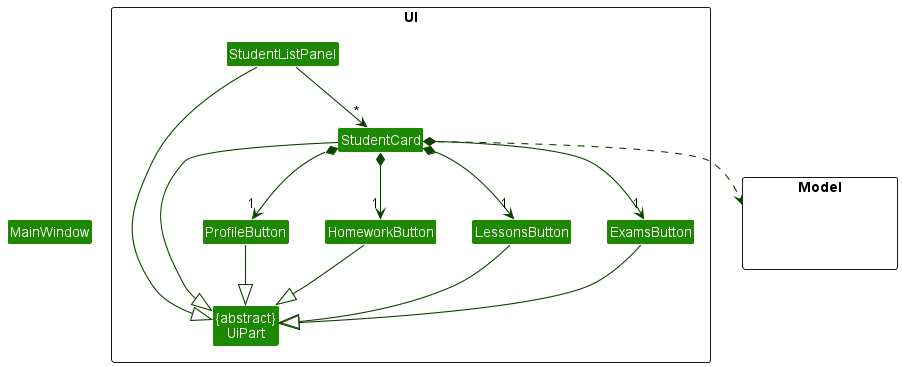 UI
StudentListPanel
*
StudentCard
Model
1
1
1
1
MainWindow
ProfileButton
HomeworkButton
LessonsButton
ExamsButton
{abstract}
UiPart